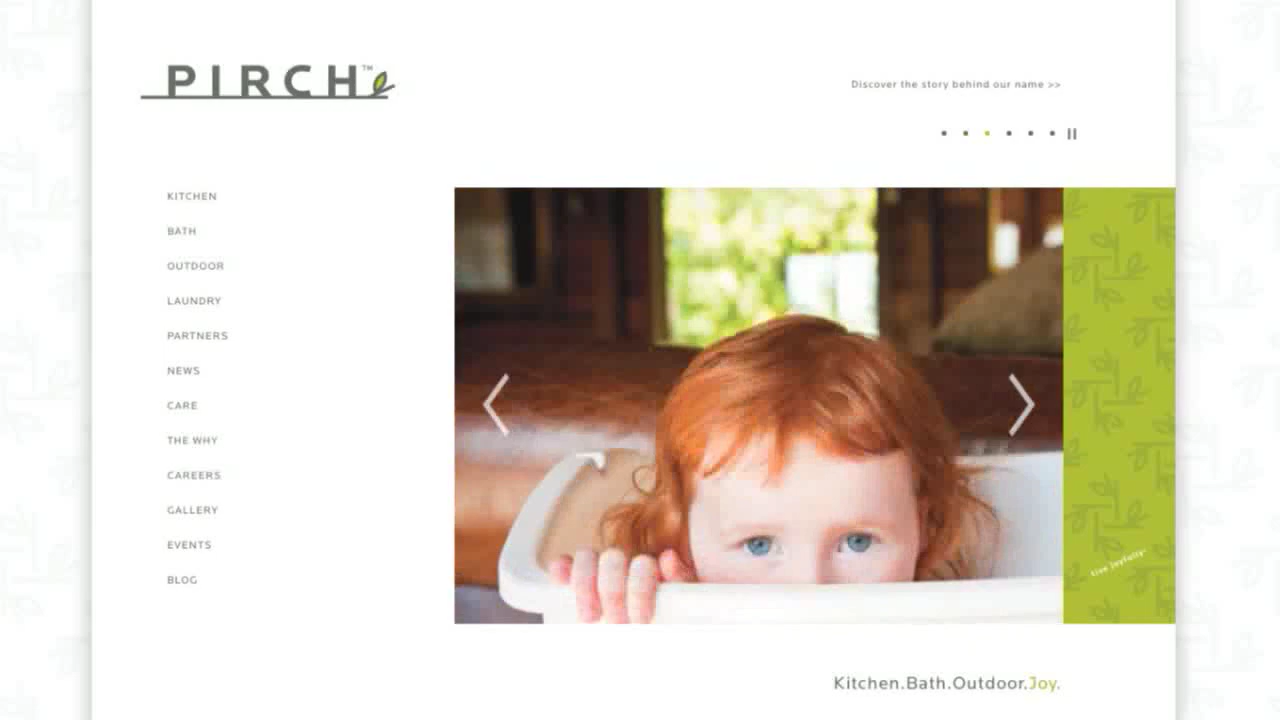 PIRCH™
Discover the story behind our name >>
KITCHEN
BATH
OUTDOOR
LAUNDRY
PARTNERS
NEWS
CARE
THE WHY
CAREERS
GALLERY
EVENTS
BLOG
Live joyfully
Kitchen.Bath.Outdoor.Joy.